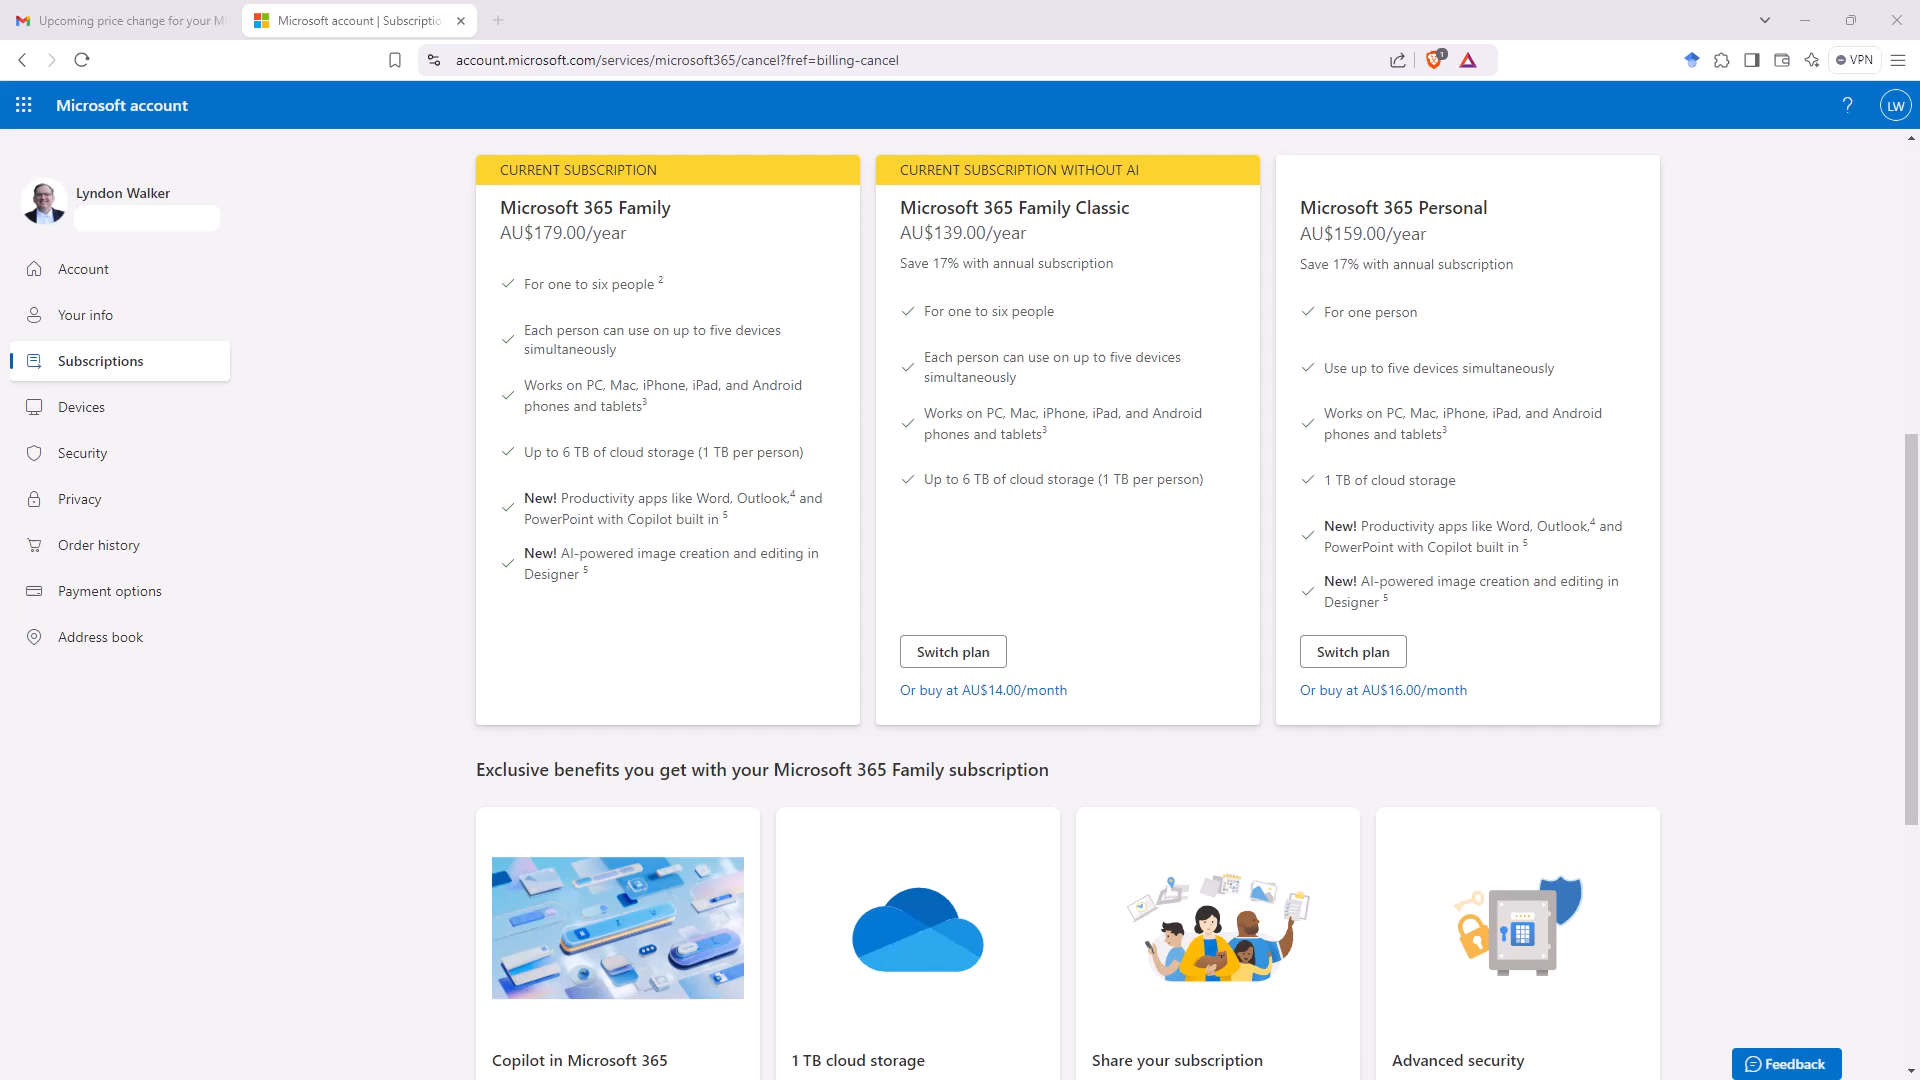 Upcoming price change for your Mi
Microsoft account | Subscriptio
account.microsoft.com/services/microsoft365/cancel?fref=billing-cancel
1
VPN
Microsoft account
?
LW
Lyndon Walker
Account
Your info
Subscriptions
Devices
Security
Privacy
Order history
Payment options
Address book
CURRENT SUBSCRIPTION
Microsoft 365 Family
AU$179.00/year
For one to six people 2
Each person can use on up to five devices
simultaneously
Works on PC, Mac, iPhone, iPad, and Android
phones and tablets3
Up to 6 TB of cloud storage (1 TB per person)
New! Productivity apps like Word, Outlook,4 and
PowerPoint with Copilot built in 5
New! AI-powered image creation and editing in
Designer 5
CURRENT SUBSCRIPTION WITHOUT AI
Microsoft 365 Family Classic
AU$139.00/year
Save 17% with annual subscription
For one to six people
Each person can use on up to five devices
simultaneously
Works on PC, Mac, iPhone, iPad, and Android
phones and tablets3
Up to 6 TB of cloud storage (1 TB per person)
Switch plan
Or buy at AU$14.00/month
Microsoft 365 Personal
AU$159.00/year
Save 17% with annual subscription
For one person
Use up to five devices simultaneously
Works on PC, Mac, iPhone, iPad, and Android
phones and tablets3
1 TB of cloud storage
New! Productivity apps like Word, Outlook,4 and
PowerPoint with Copilot built in 5
New! AI-powered image creation and editing in
Designer 5
Switch plan
Or buy at AU$16.00/month
Exclusive benefits you get with your Microsoft 365 Family subscription
Copilot in Microsoft 365
1 TB cloud storage
Share your subscription
Advanced security
Feedback